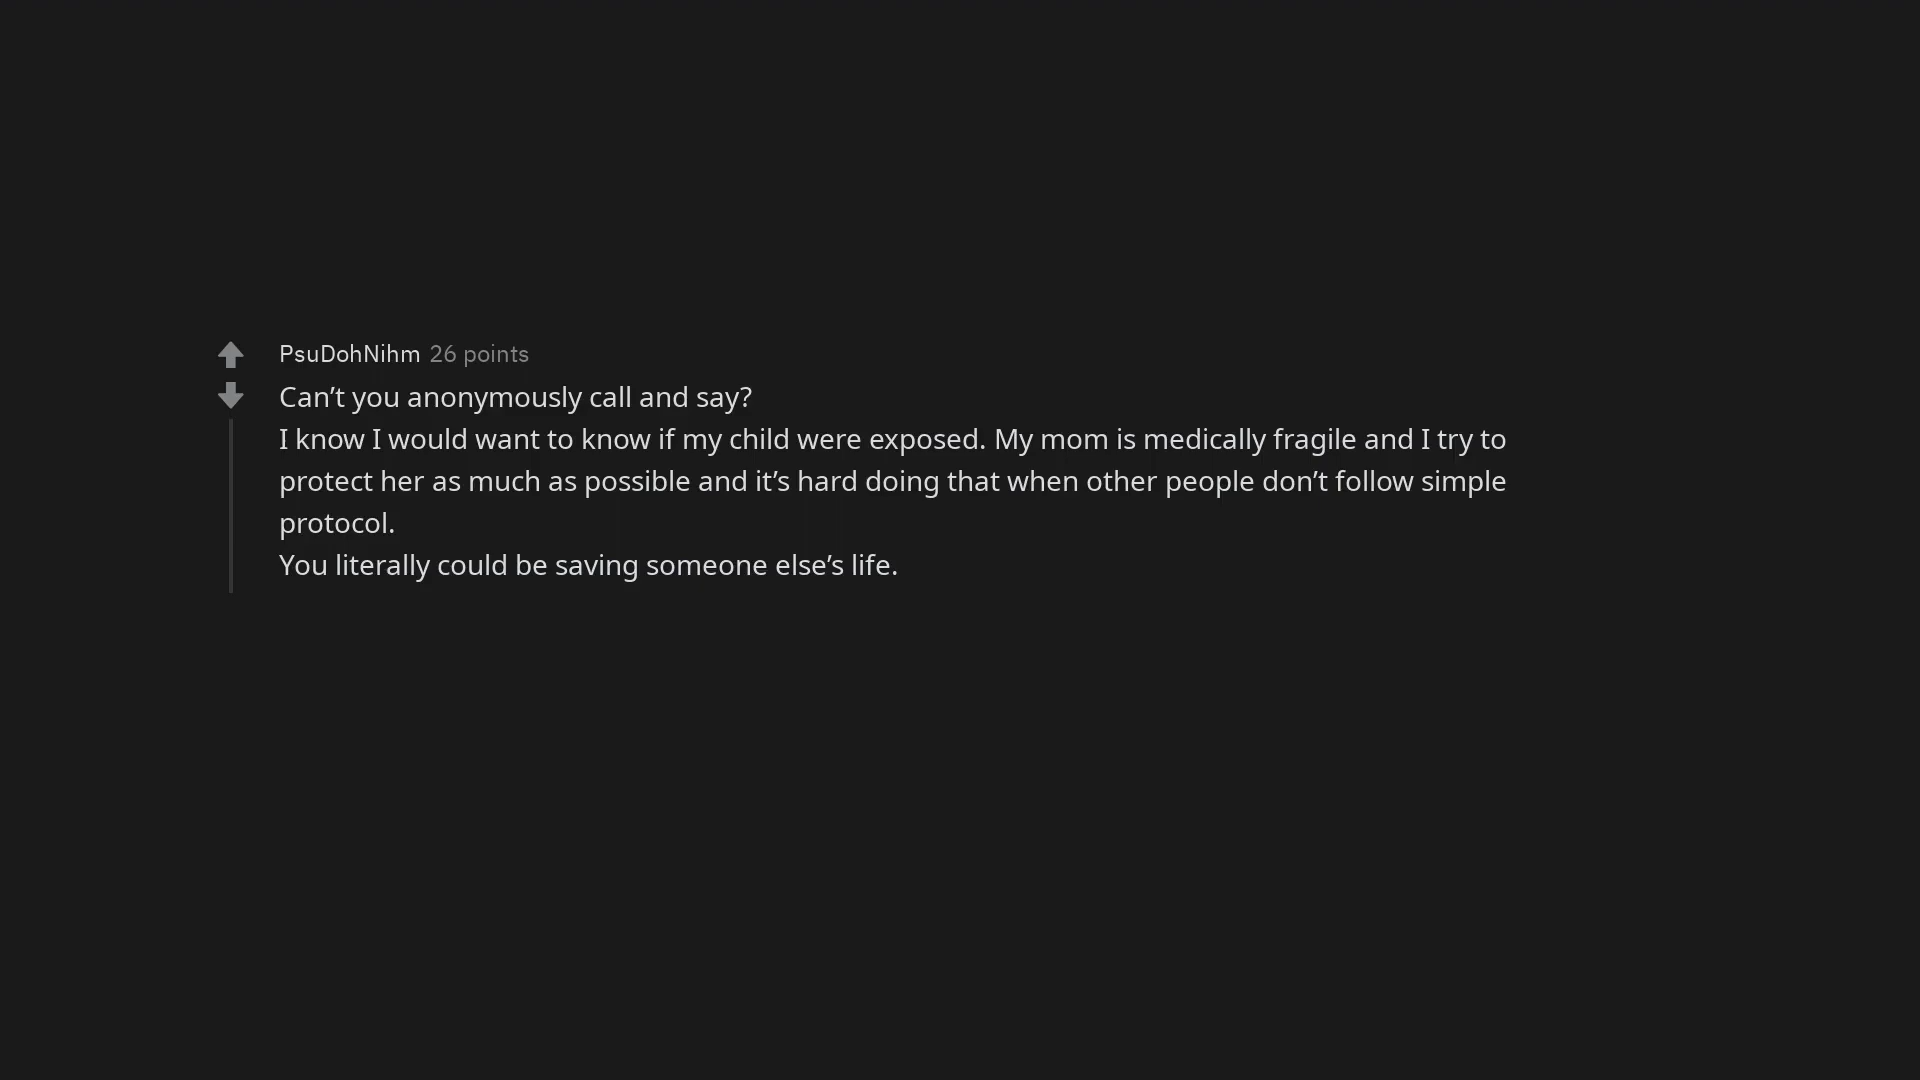 PsuDohNihm 26 points
Can’t you anonymously call and say?
I know I would want to know if my child were exposed. My mom is medically fragile and I try to
protect her as much as possible and it’s hard doing that when other people don’t follow simple
protocol.
You literally could be saving someone else’s life.